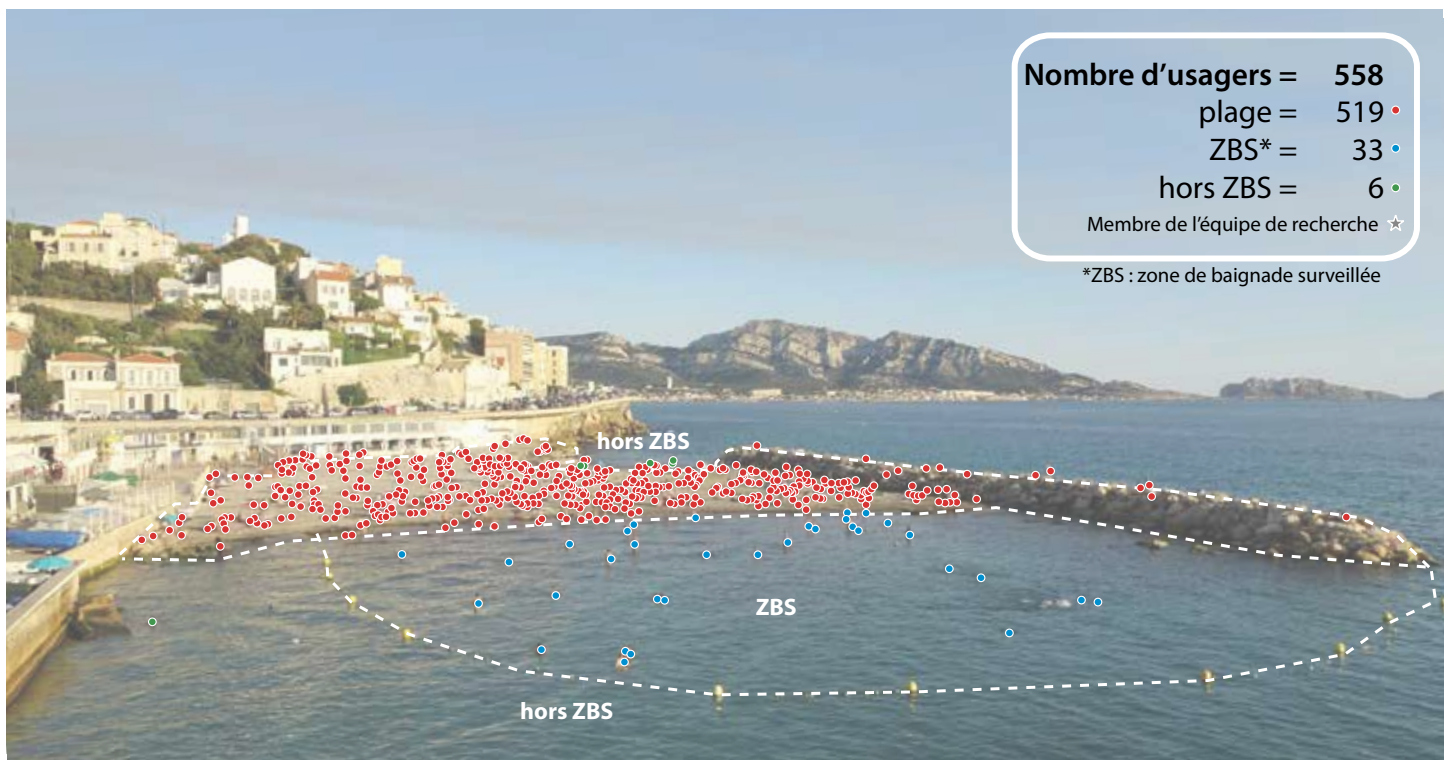 Nombre d'usagers = 558
plage = 519
ZBS* = 33
hors ZBS = 6
Membre de l'équipe de recherche
*ZBS : zone de baignade surveillée
hors ZBS
ZBS
hors ZBS